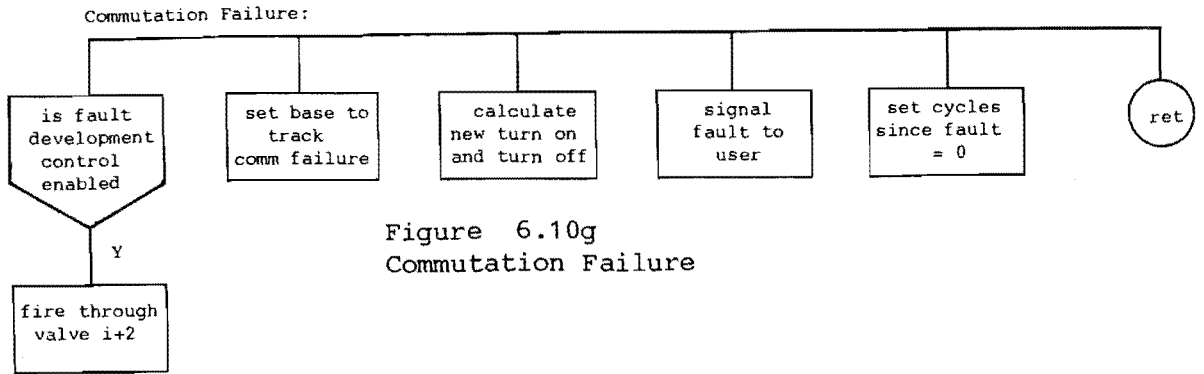 Commutation Failure:
is fault
development
control
enabled
Y
fire through
valve i+2
set base to
track
comm failure
calculate
new turn on
and turn off
signal
fault to
user
set cycles
since fault
= 0
ret
Figure 6.10g
Commutation Failure